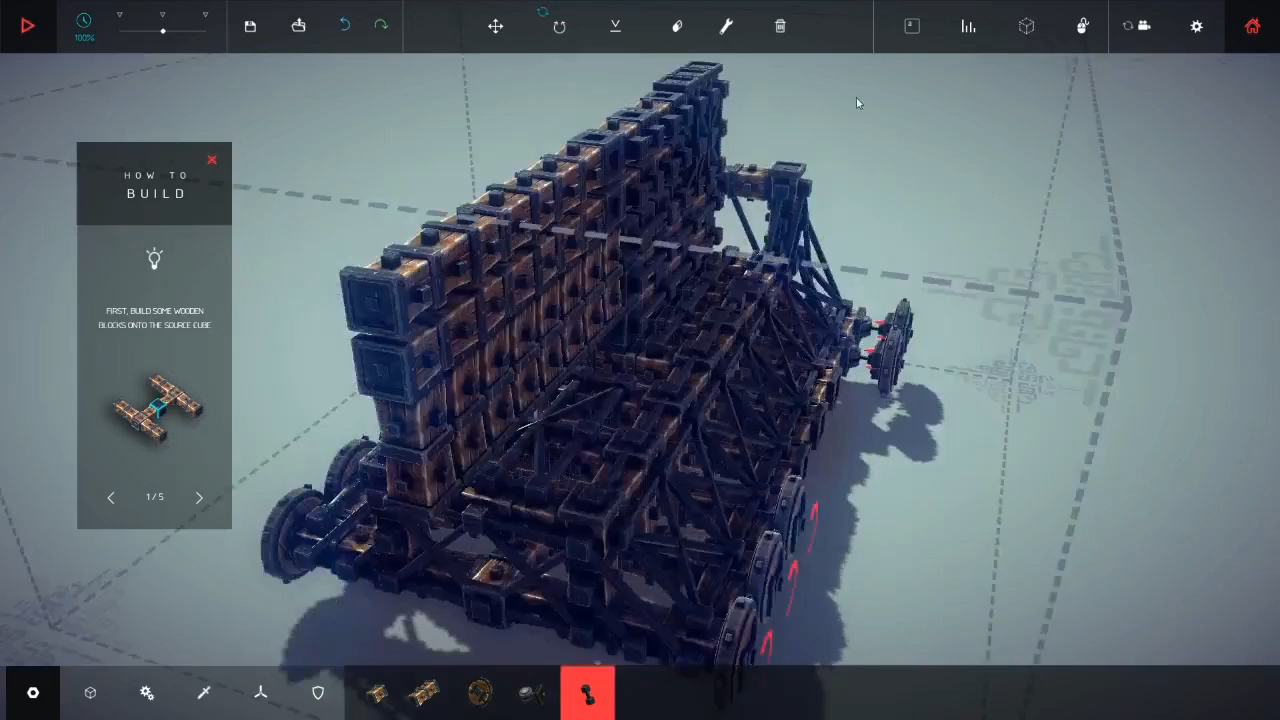 100%
HOW TO
BUILD
FIRST, BUILD SOME WOODEN
BLOCKS ONTO THE SOURCE CUBE
1/5